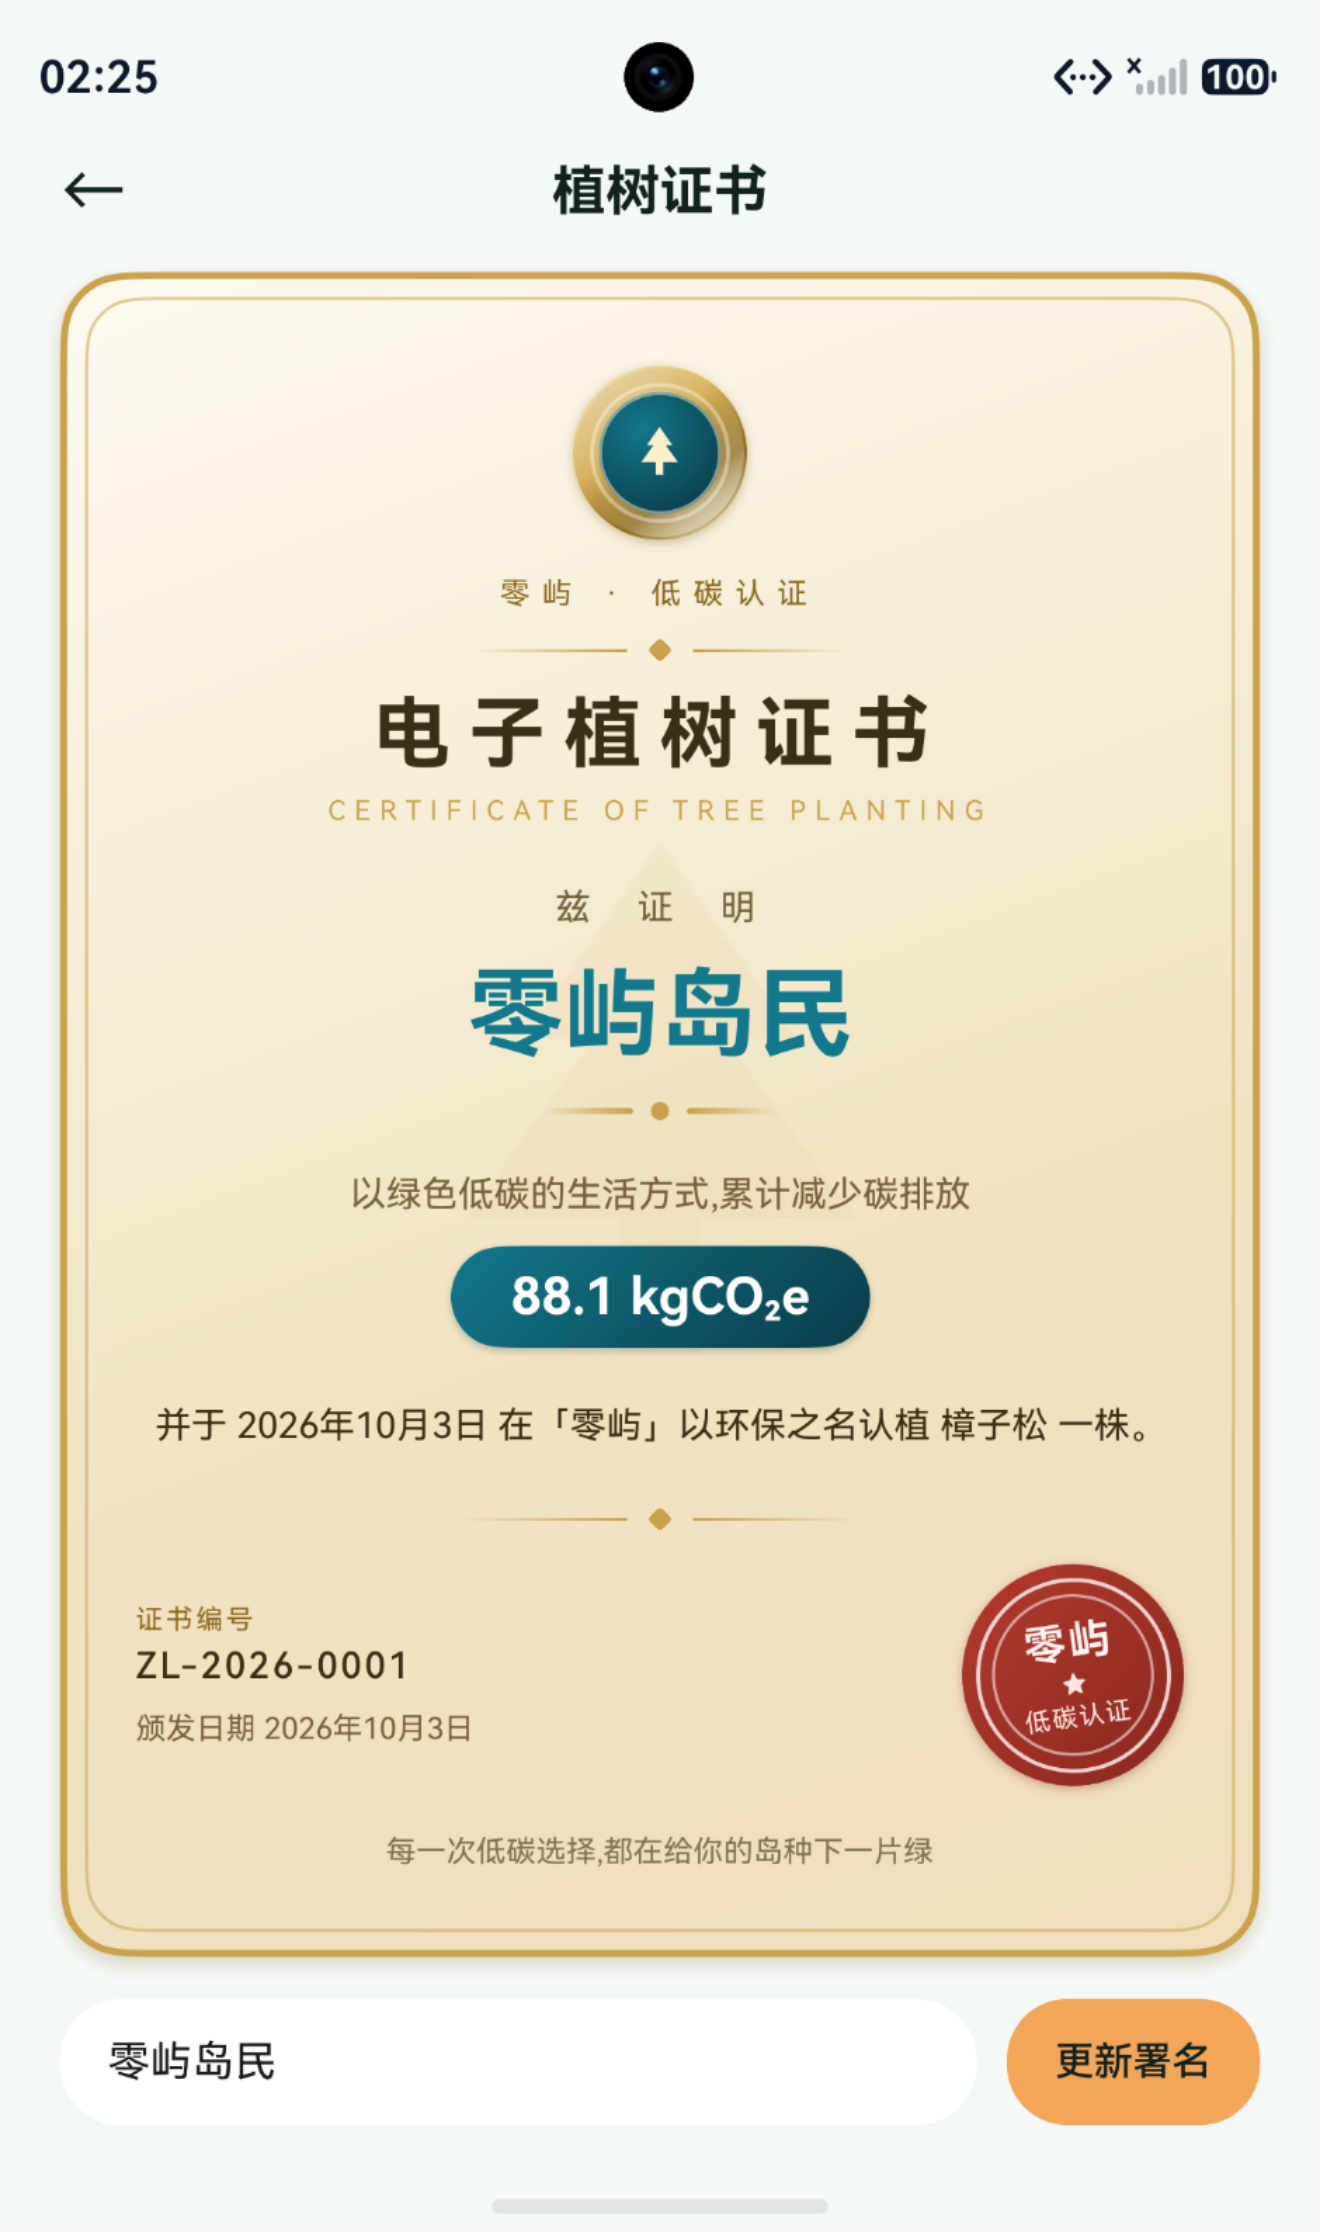 02:25
100
植树证书
零屿 · 低碳认证
电子植树证书
CERTIFICATE OF TREE PLANTING
兹证明
零屿岛民
以绿色低碳的生活方式,累计减少碳排放
88.1 kgCO₂e
并于 2026年10月3日 在「零屿」以环保之名认植 樟子松 一株。
证书编号
ZL-2026-0001
颁发日期 2026年10月3日
零屿
低碳认证
每一次低碳选择,都在给你的岛种下一片绿
零屿岛民
更新署名